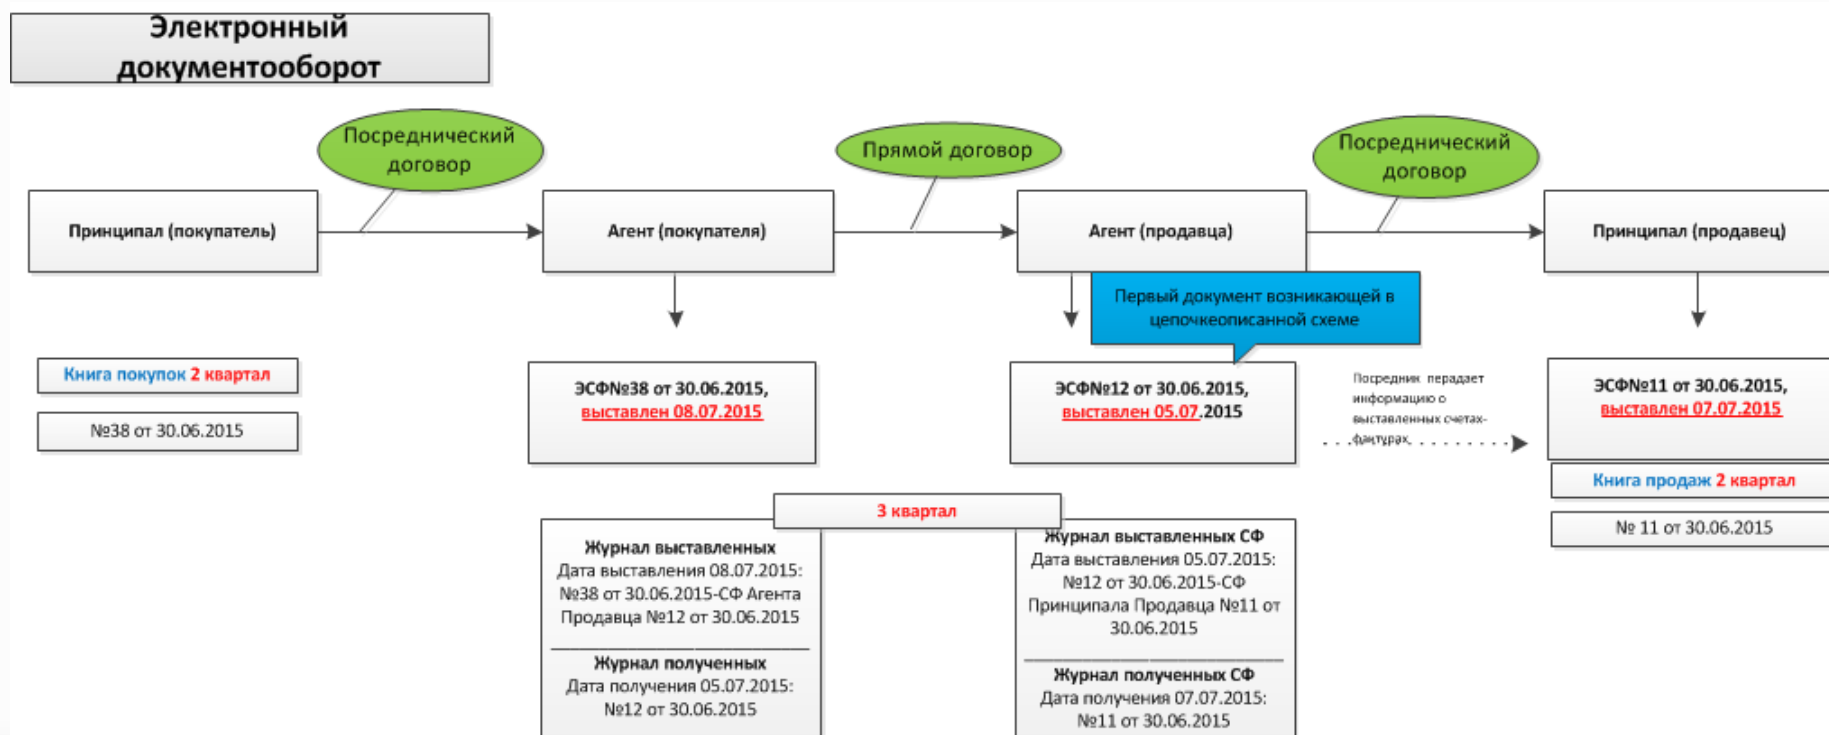 Электронный
документооборот
Посреднический
договор
Прямой договор
Посреднический
договор
Принципал (покупатель)
Агент (покупателя)
Агент (продавца)
Принципал (продавец)
Первый документ возникающей в
цепочкеописанной схеме
Книга покупок 2 квартал
№38 от 30.06.2015
ЭСФ№38 от 30.06.2015,
выставлен 08.07.2015
ЭСФ№12 от 30.06.2015,
выставлен 05.07.2015
Посредник перадает
информацию о
выставленных счетах-
фактурах
ЭСФ№11 от 30.06.2015,
выставлен 07.07.2015
Книга продаж 2 квартал
№ 11 от 30.06.2015
3 квартал
Журнал выставленных
Дата выставления 08.07.2015:
№38 от 30.06.2015-СФ Агента
Продавца №12 от 30.06.2015
Журнал полученных
Дата получения 05.07.2015:
№12 от 30.06.2015
Журнал выставленных СФ
Дата выставления 05.07.2015:
№12 от 30.06.2015-СФ
Принципала Продавца №11 от
30.06.2015
Журнал полученных СФ
Дата получения 07.07.2015:
№11 от 30.06.2015